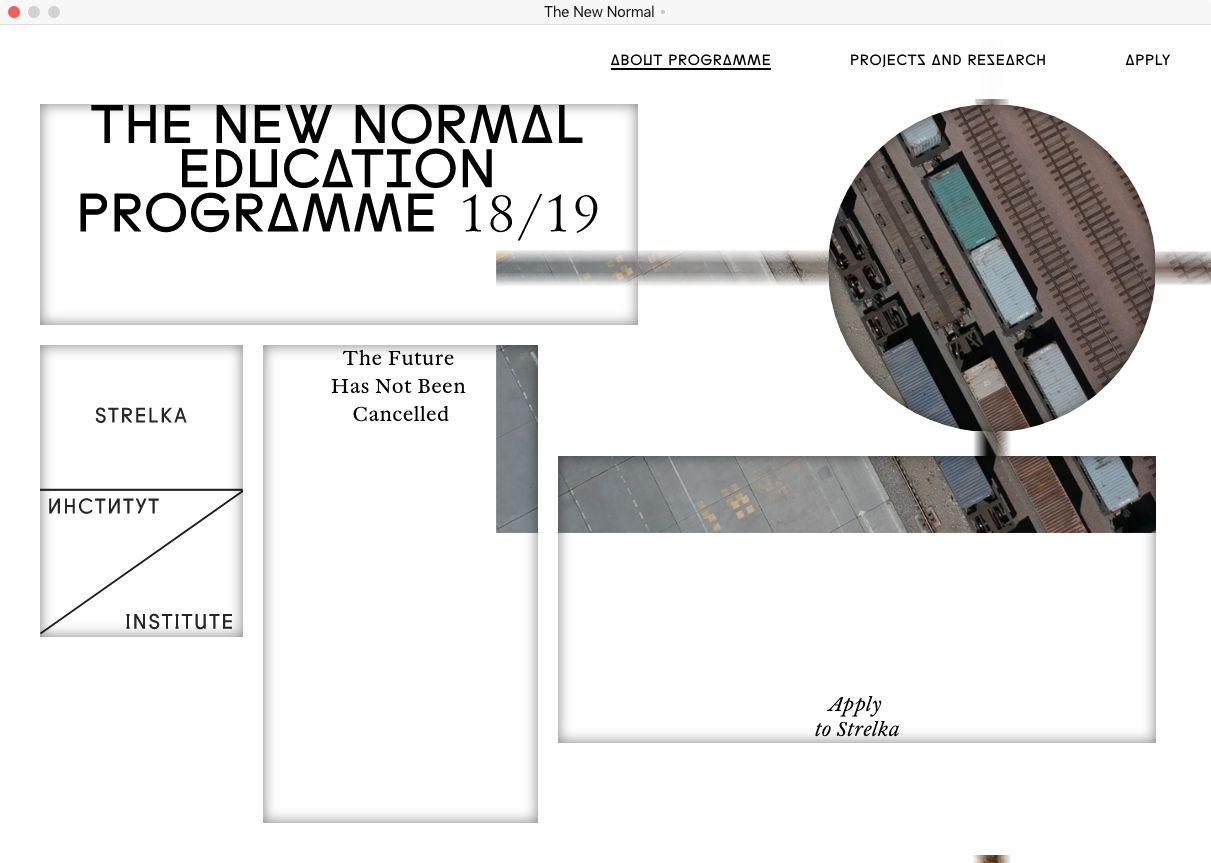 The New Normal
ABOUT PROGRAMME
PROJECTS AND RESEARCH
APPLY
THE NEW NORMAL
EDUCATION
PROGRAMME 18/19
The Future
Has Not Been
Cancelled
STRELKA
ИНСТИТУТ
INSTITUTE
Apply
to Strelka